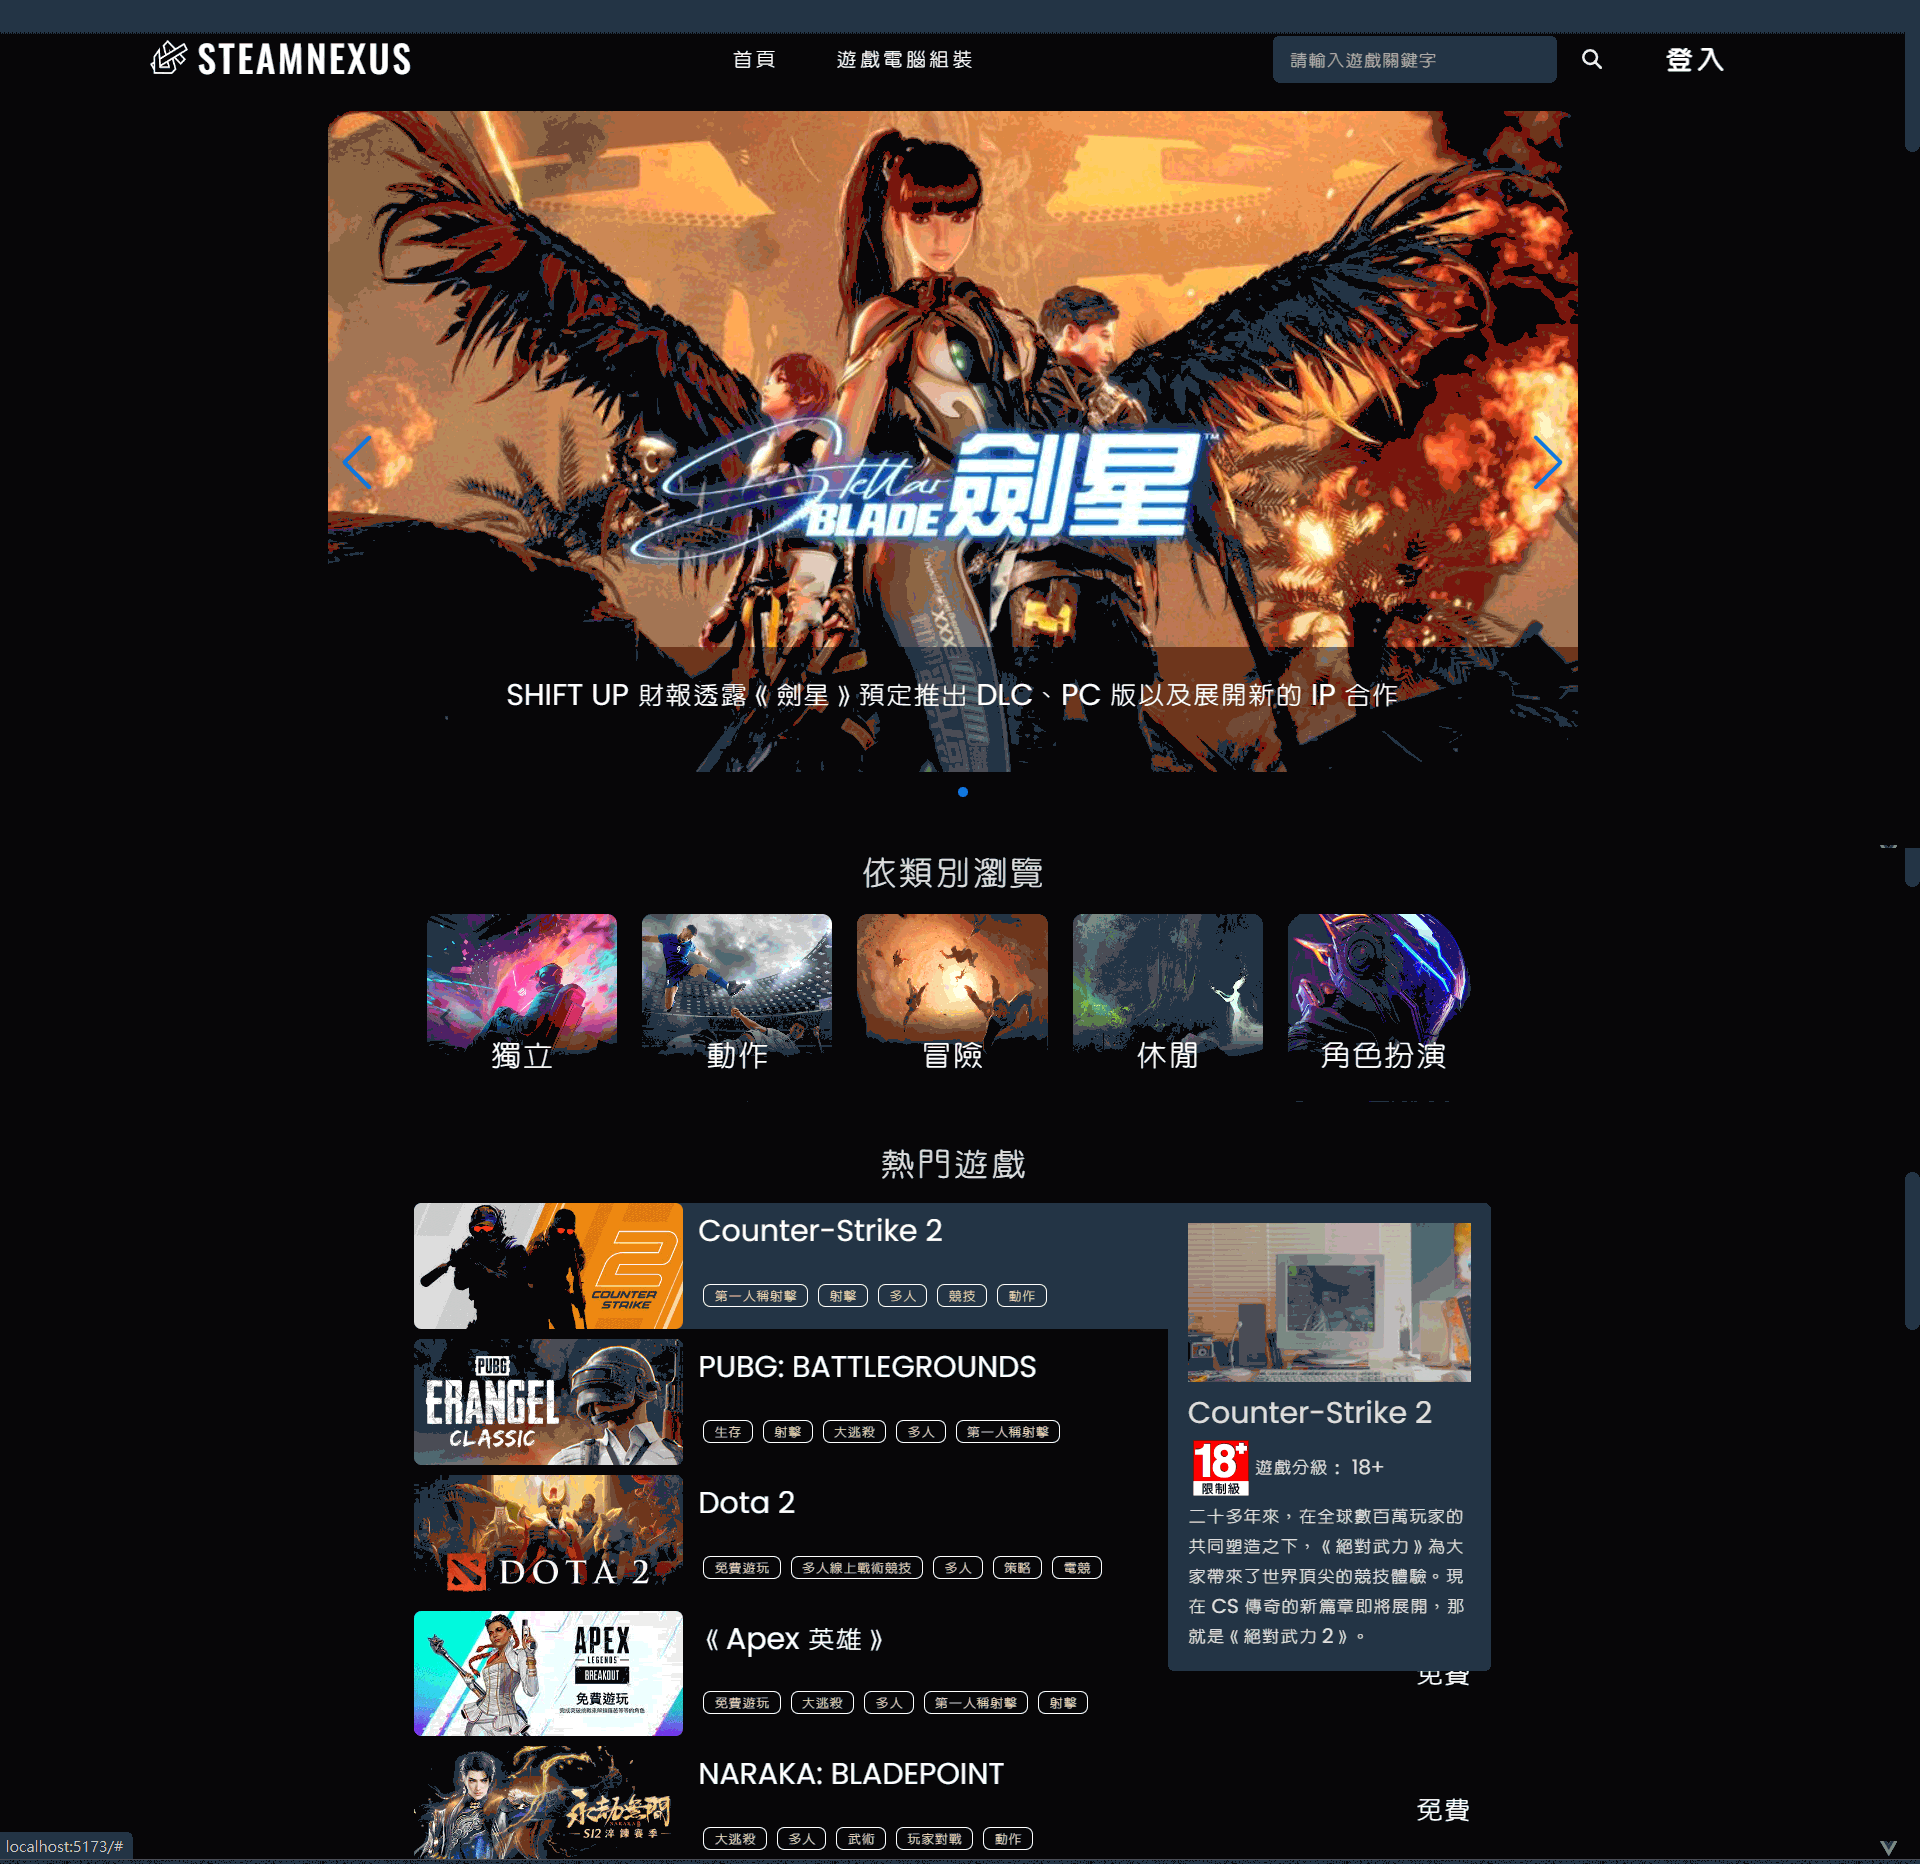 STEAMNEXUS
首頁
遊戲電腦組裝
請輸入遊戲關鍵字
登入
Stellar BLADE 劍星™
SHIFT UP 財報透露《劍星》預定推出 DLC、PC 版以及展開新的 IP 合作
依類別瀏覽
獨立
動作
冒險
休閒
角色扮演
熱門遊戲
2
COUNTER
STRIKE
Counter-Strike 2
第一人稱射擊
射擊
多人
競技
動作
PUBG
ERANGEL
CLASSIC
PUBG: BATTLEGROUNDS
生存
射擊
大逃殺
多人
第一人稱射擊
DOTA 2
Dota 2
免費遊玩
多人線上戰術競技
多人
策略
電競
APEX
LEGENDS
BREAKOUT
免費遊玩
《Apex 英雄》
免費遊玩
大逃殺
多人
第一人稱射擊
射擊
免費
永劫無間
NARAKA
S12 淬鍊賽季
NARAKA: BLADEPOINT
大逃殺
多人
武術
玩家對戰
動作
免費
Counter-Strike 2
18+
限制級
遊戲分級： 18+
二十多年來，在全球數百萬玩家的
共同塑造之下，《絕對武力》為大
家帶來了世界頂尖的競技體驗。現
在 CS 傳奇的新篇章即將展開，那
就是《絕對武力 2》。
localhost:5173/#